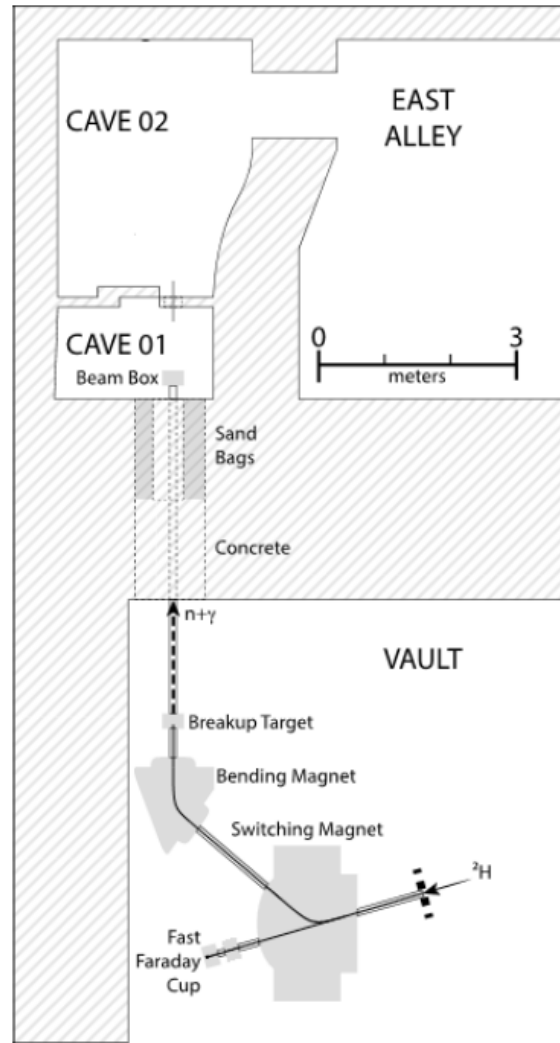 CAVE 02
EAST
ALLEY
CAVE 01
Beam Box
0 3
meters
Sand
Bags
Concrete
n+γ
VAULT
Breakup Target
Bending Magnet
Switching Magnet
²H
Fast
Faraday
Cup